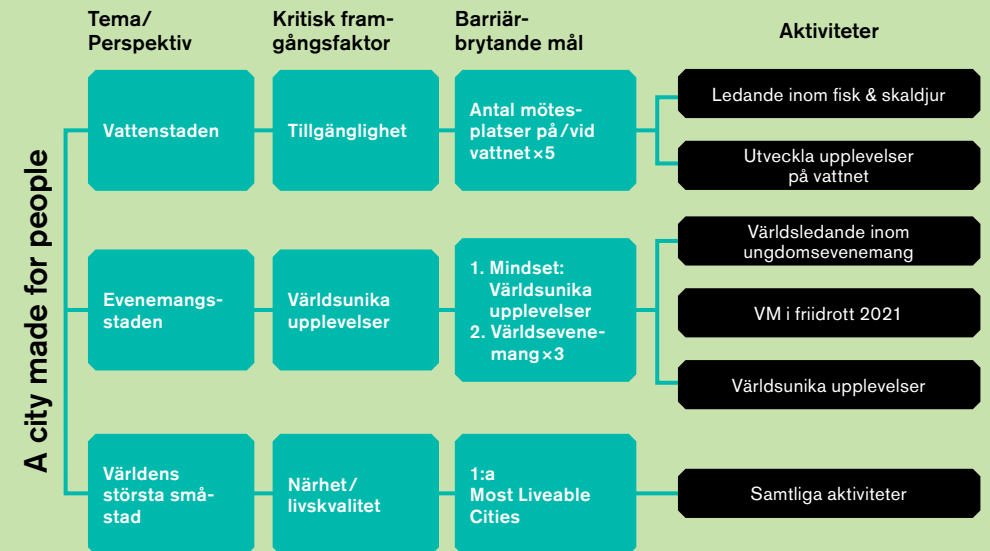 Tema/
Perspektiv
Kritisk fram-
gångsfaktor
Barriär-
brytande mål
Aktiviteter
A city made for people
Vattenstaden
Tillgänglighet
Antal mötes-
platser på/vid
vattnet×5
Ledande inom fisk & skaldjur
Utveckla upplevelser
på vattnet
Evenemangs-
staden
Världsunika
upplevelser
1. Mindset:
Världsunika
upplevelser
2. Världsevene-
mang×3
Världsledande inom
ungdomsevenemang
VM i friidrott 2021
Världsunika upplevelser
Världens
största små-
stad
Närhet/
livskvalitet
1:a
Most Liveable
Cities
Samtliga aktiviteter